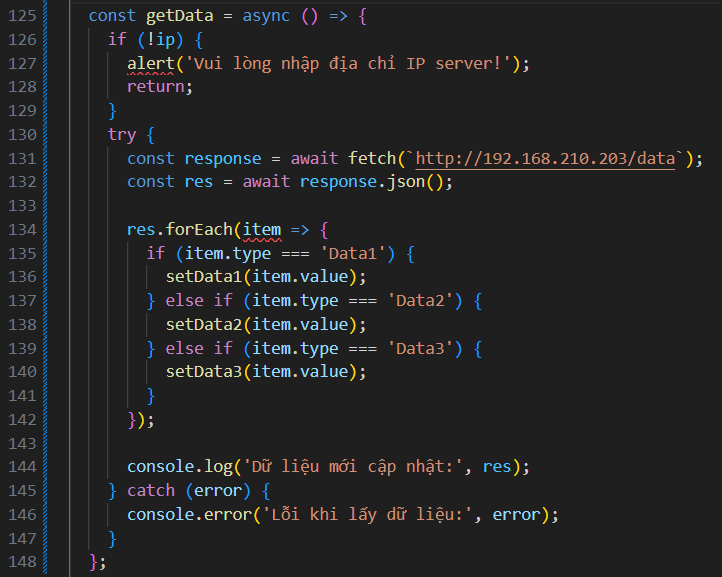 125 const getData = async () => {
126 if (!ip) {
127 alert('Vui lòng nhập địa chỉ IP server!');
128 return;
129 }
130 try {
131 const response = await fetch(`http://192.168.210.203/data`);
132 const res = await response.json();
133
134 res.forEach(item => {
135 if (item.type === 'Data1') {
136 setData1(item.value);
137 } else if (item.type === 'Data2') {
138 setData2(item.value);
139 } else if (item.type === 'Data3') {
140 setData3(item.value);
141 }
142 });
143
144 console.log('Dữ liệu mới cập nhật:', res);
145 } catch (error) {
146 console.error('Lỗi khi lấy dữ liệu:', error);
147 }
148 };